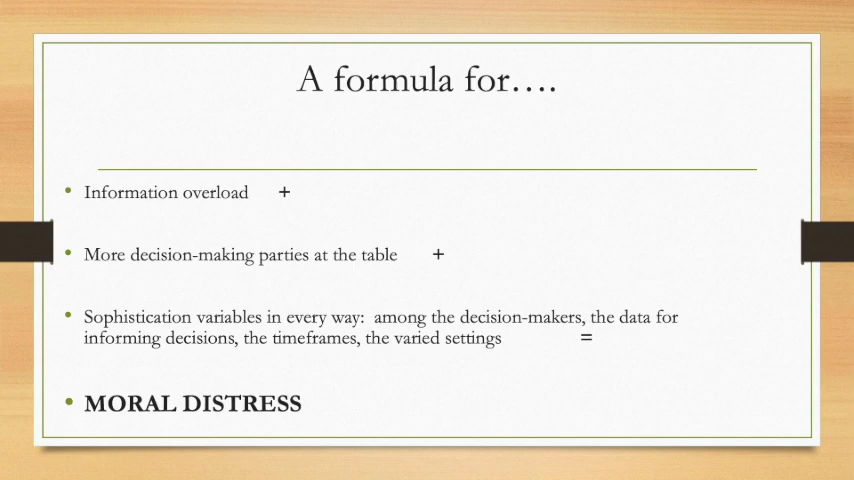 A formula for….
• Information overload +
• More decision-making parties at the table +
• Sophistication variables in every way: among the decision-makers, the data for
informing decisions, the timeframes, the varied settings =
• MORAL DISTRESS